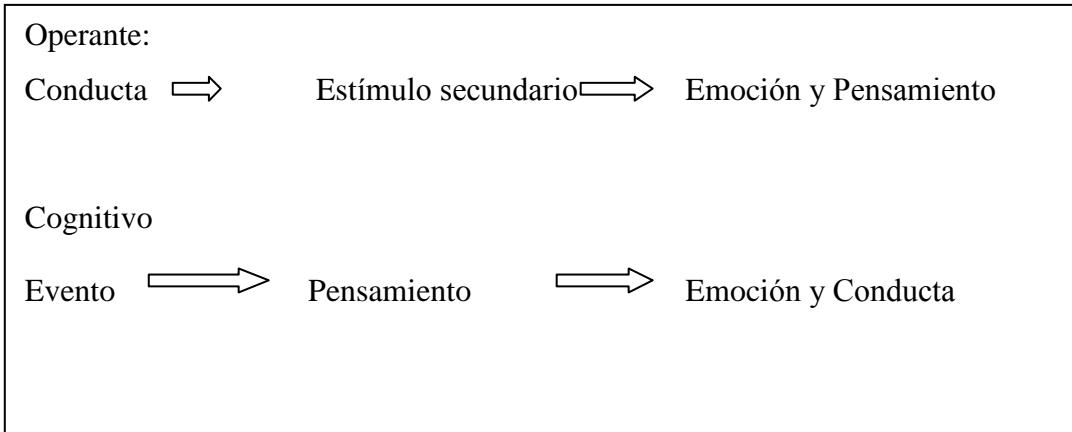 Operante:
Conducta Estímulo secundario Emoción y Pensamiento
Cognitivo
Evento Pensamiento Emoción y Conducta